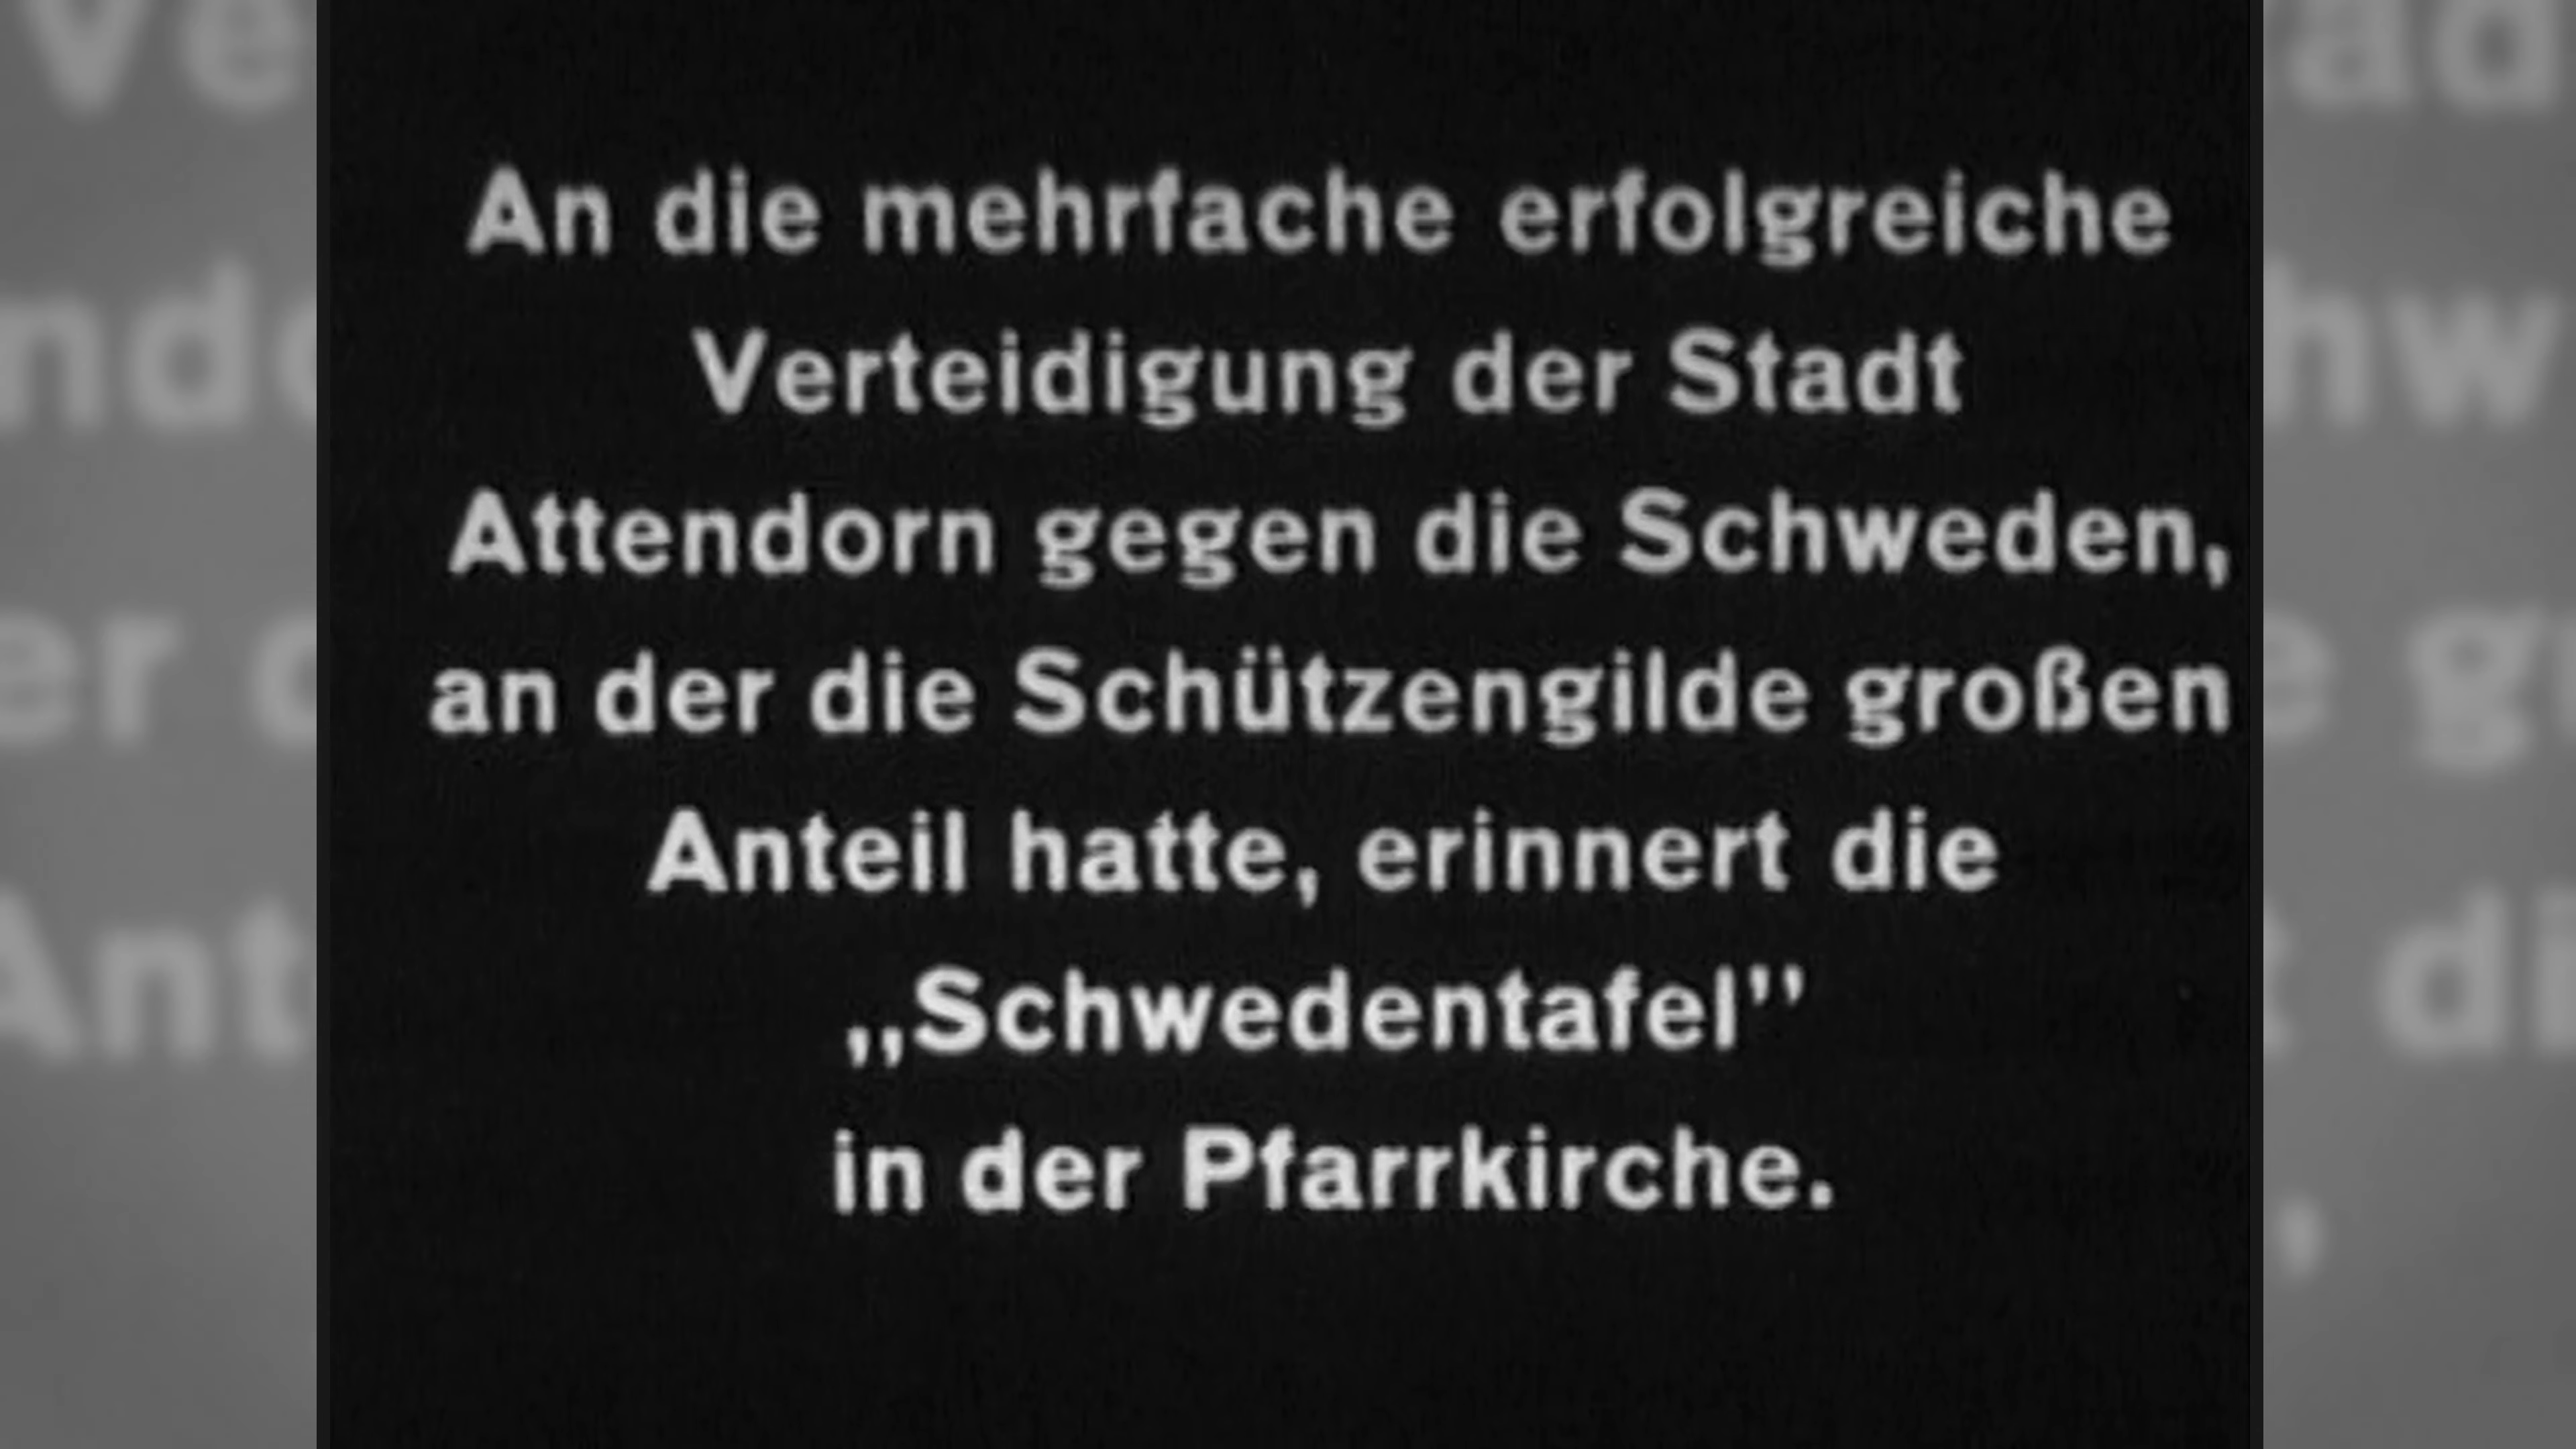 An die mehrfache erfolgreiche
Verteidigung der Stadt
Attendorn gegen die Schweden,
an der die Schützengilde großen
Anteil hatte, erinnert die
„Schwedentafel”
in der Pfarrkirche.